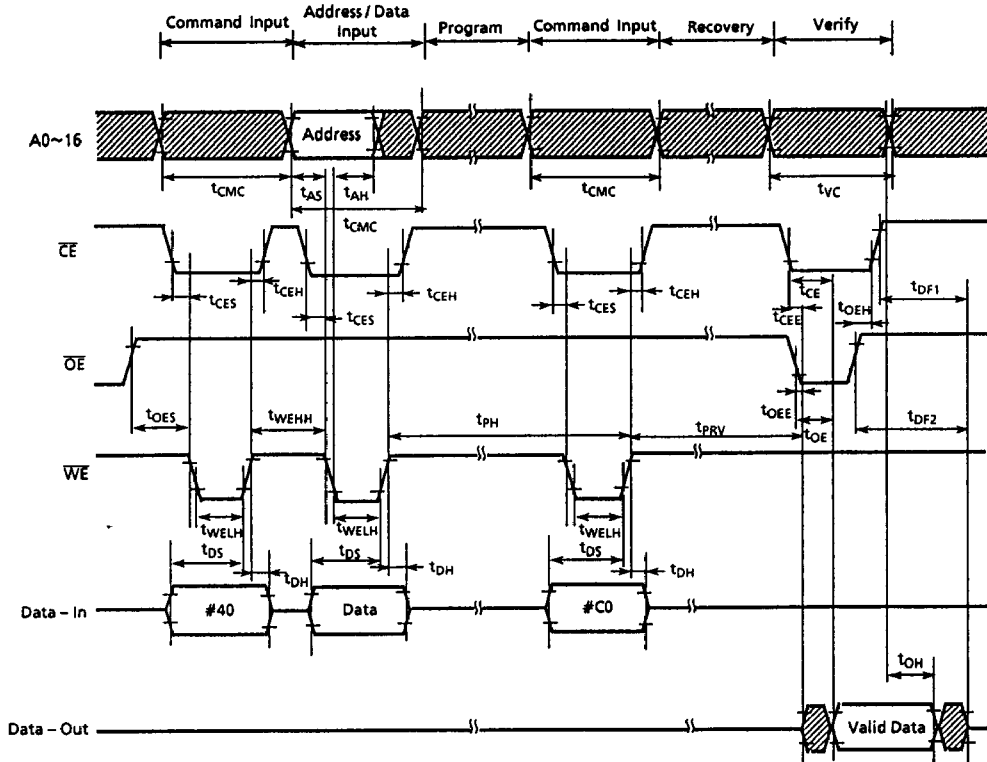 Command Input Address / Data Input Program Command Input Recovery Verify
A0~16 Address
tCMC tAS tAH tCMC tVC
tCMC
CE
tCEH tCEH tCEH tCE tDF1
tCES tCES tCES tCEE tOEH
OE
tOES tWEHH tPH tPRV tOEE tOE tDF2
WE
tWELH tWELH tWELH
tDS tDS tDS
tDH tDH tDH
Data – In #40 Data #C0
tOH
Data – Out Valid Data